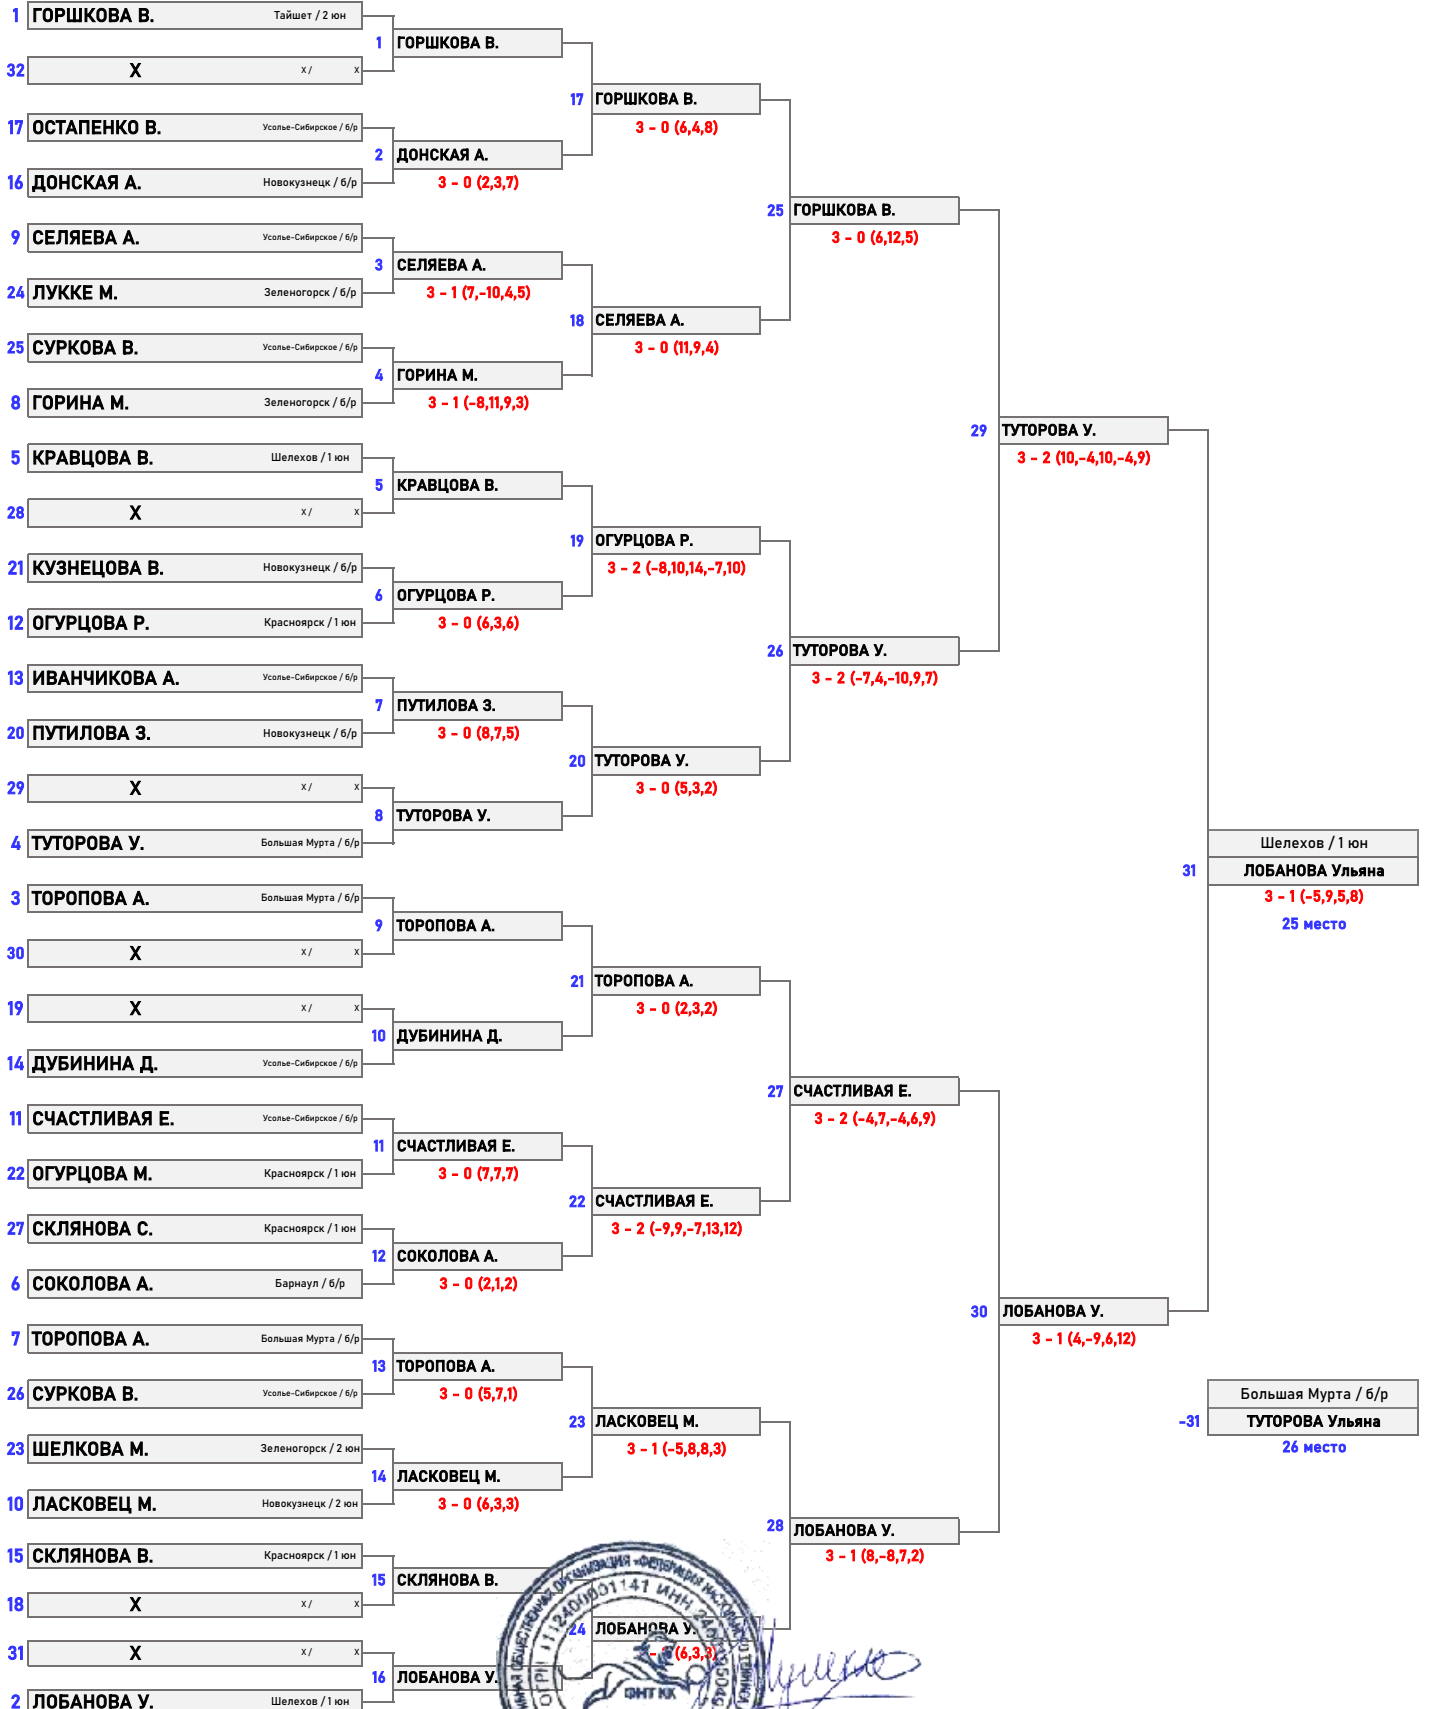 1 ГОРШКОВА В. Тайшет / 2 юн
1 ГОРШКОВА В.
32 X X / X
17 ГОРШКОВА В.
3 - 0 (6,4,8)
17 ОСТАПЕНКО В. Усолье-Сибирское / б/р
2 ДОНСКАЯ А.
3 - 0 (2,3,7)
16 ДОНСКАЯ А. Новокузнецк / б/р
25 ГОРШКОВА В.
3 - 0 (6,12,5)
9 СЕЛЯЕВА А. Усолье-Сибирское / б/р
3 СЕЛЯЕВА А.
3 - 1 (7,-10,4,5)
24 ЛУККЕ М. Зеленогорск / б/р
18 СЕЛЯЕВА А.
3 - 0 (11,9,4)
25 СУРКОВА В. Усолье-Сибирское / б/р
4 ГОРИНА М.
3 - 1 (-8,11,9,3)
8 ГОРИНА М. Зеленогорск / б/р
29 ТУТОРОВА У.
3 - 2 (10,-4,10,-4,9)
5 КРАВЦОВА В. Шелехов / 1 юн
5 КРАВЦОВА В.
28 X X / X
19 ОГУРЦОВА Р.
3 - 2 (-8,10,14,-7,10)
21 КУЗНЕЦОВА В. Новокузнецк / б/р
6 ОГУРЦОВА Р.
3 - 0 (6,3,6)
12 ОГУРЦОВА Р. Красноярск / 1 юн
26 ТУТОРОВА У.
3 - 2 (-7,4,-10,9,7)
13 ИВАНЧИКОВА А. Усолье-Сибирское / б/р
7 ПУТИЛОВА З.
3 - 0 (8,7,5)
20 ПУТИЛОВА З. Новокузнецк / б/р
20 ТУТОРОВА У.
3 - 0 (5,3,2)
29 X X / X
8 ТУТОРОВА У.
4 ТУТОРОВА У. Большая Мурта / б/р
Шелехов / 1 юн
31 ЛОБАНОВА Ульяна
3 - 1 (-5,9,5,8)
25 место
3 ТОРОПОВА А. Большая Мурта / б/р
9 ТОРОПОВА А.
30 X X / X
21 ТОРОПОВА А.
3 - 0 (2,3,2)
19 X X / X
10 ДУБИНИНА Д.
14 ДУБИНИНА Д. Усолье-Сибирское / б/р
27 СЧАСТЛИВАЯ Е.
3 - 2 (-4,7,-4,6,9)
11 СЧАСТЛИВАЯ Е. Усолье-Сибирское / б/р
11 СЧАСТЛИВАЯ Е.
3 - 0 (7,7,7)
22 ОГУРЦОВА М. Красноярск / 1 юн
22 СЧАСТЛИВАЯ Е.
3 - 2 (-9,9,-7,13,12)
27 СКЛЯНОВА С. Красноярск / 1 юн
12 СОКОЛОВА А.
3 - 0 (2,1,2)
6 СОКОЛОВА А. Барнаул / б/р
30 ЛОБАНОВА У.
3 - 1 (4,-9,6,12)
7 ТОРОПОВА А. Большая Мурта / б/р
13 ТОРОПОВА А.
3 - 0 (5,7,1)
26 СУРКОВА В. Усолье-Сибирское / б/р
Большая Мурта / б/р
-31 ТУТОРОВА Ульяна
26 место
23 ЛАСКОВЕЦ М.
3 - 1 (-5,8,8,3)
23 ШЕЛКОВА М. Зеленогорск / 2 юн
14 ЛАСКОВЕЦ М.
3 - 0 (6,3,3)
10 ЛАСКОВЕЦ М. Новокузнецк / 2 юн
28 ЛОБАНОВА У.
3 - 1 (8,-8,7,2)
15 СКЛЯНОВА В. Красноярск / 1 юн
15 СКЛЯНОВА В.
18 X X / X
24 ЛОБАНОВА У.
(6,3,3)
31 X X / X
16 ЛОБАНОВА У.
2 ЛОБАНОВА У. Шелехов / 1 юн
ОГРН 1112400001141 ИНН
ФНТ КК